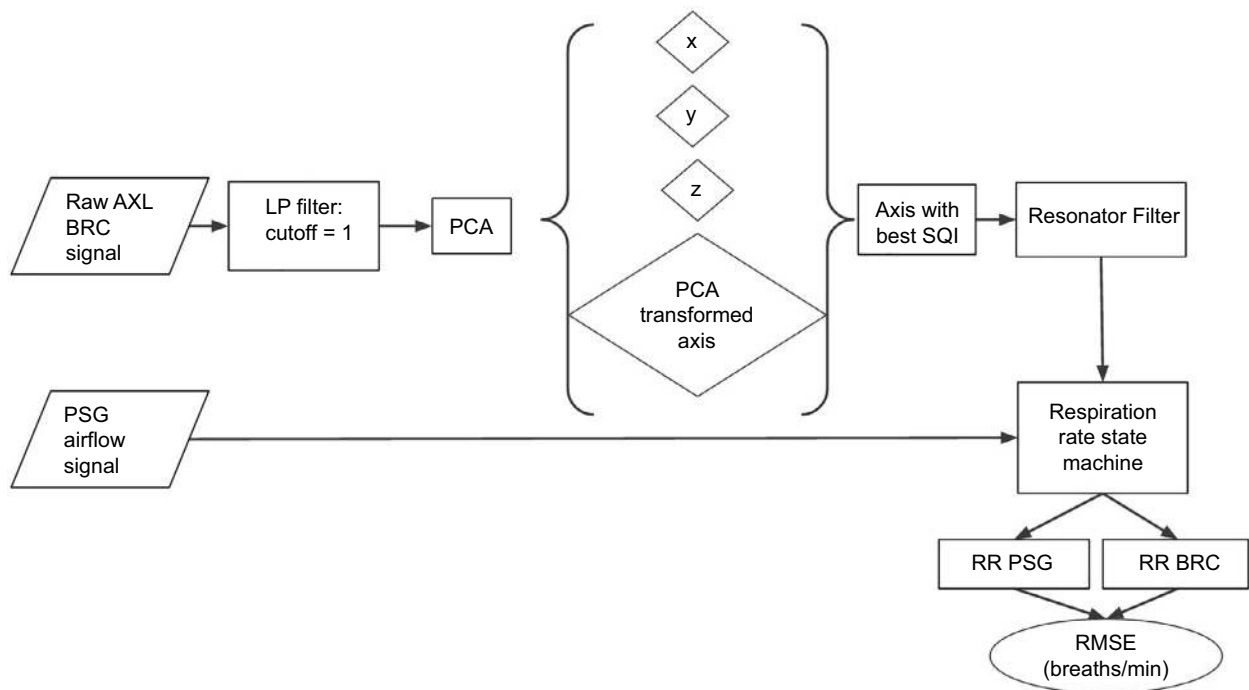 x
y
z
PCA
transformed
axis
Raw AXL
BRC
signal
LP filter:
cutoff = 1
PCA
Axis with
best SQI
Resonator Filter
PSG
airflow
signal
Respiration
rate state
machine
RR PSG
RR BRC
RMSE
(breaths/min)